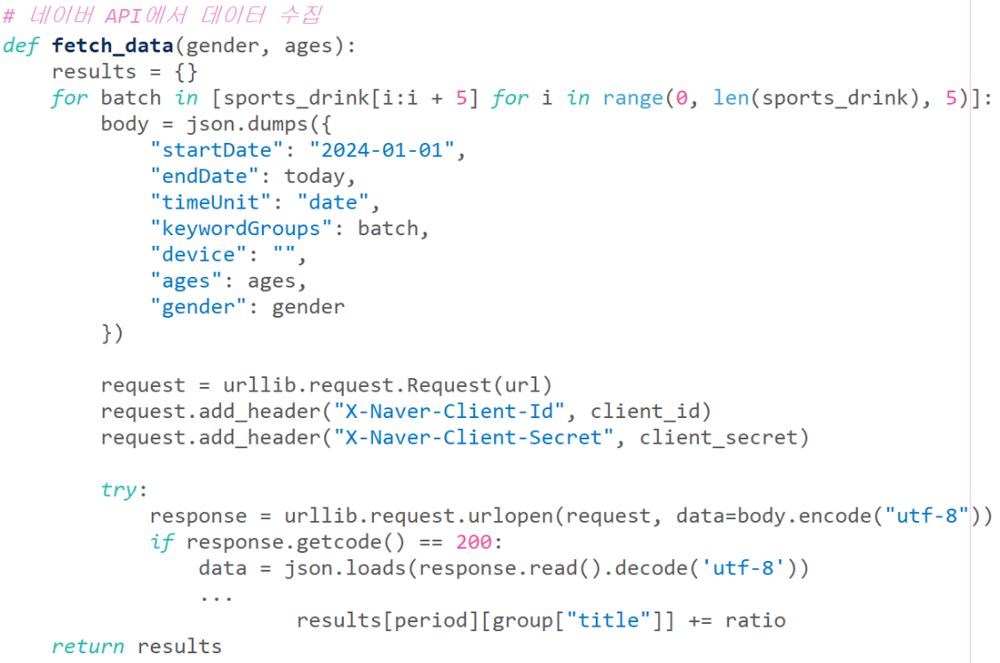 # 네이버 API에서 데이터 수집
def fetch_data(gender, ages):
    results = {}
    for batch in [sports_drink[i:i + 5] for i in range(0, len(sports_drink), 5)]:
        body = json.dumps({
            "startDate": "2024-01-01",
            "endDate": today,
            "timeUnit": "date",
            "keywordGroups": batch,
            "device": "",
            "ages": ages,
            "gender": gender
        })

        request = urllib.request.Request(url)
        request.add_header("X-Naver-Client-Id", client_id)
        request.add_header("X-Naver-Client-Secret", client_secret)

        try:
            response = urllib.request.urlopen(request, data=body.encode("utf-8"))
            if response.getcode() == 200:
                data = json.loads(response.read().decode('utf-8'))
                ...
                        results[period][group["title"]] += ratio
    return results